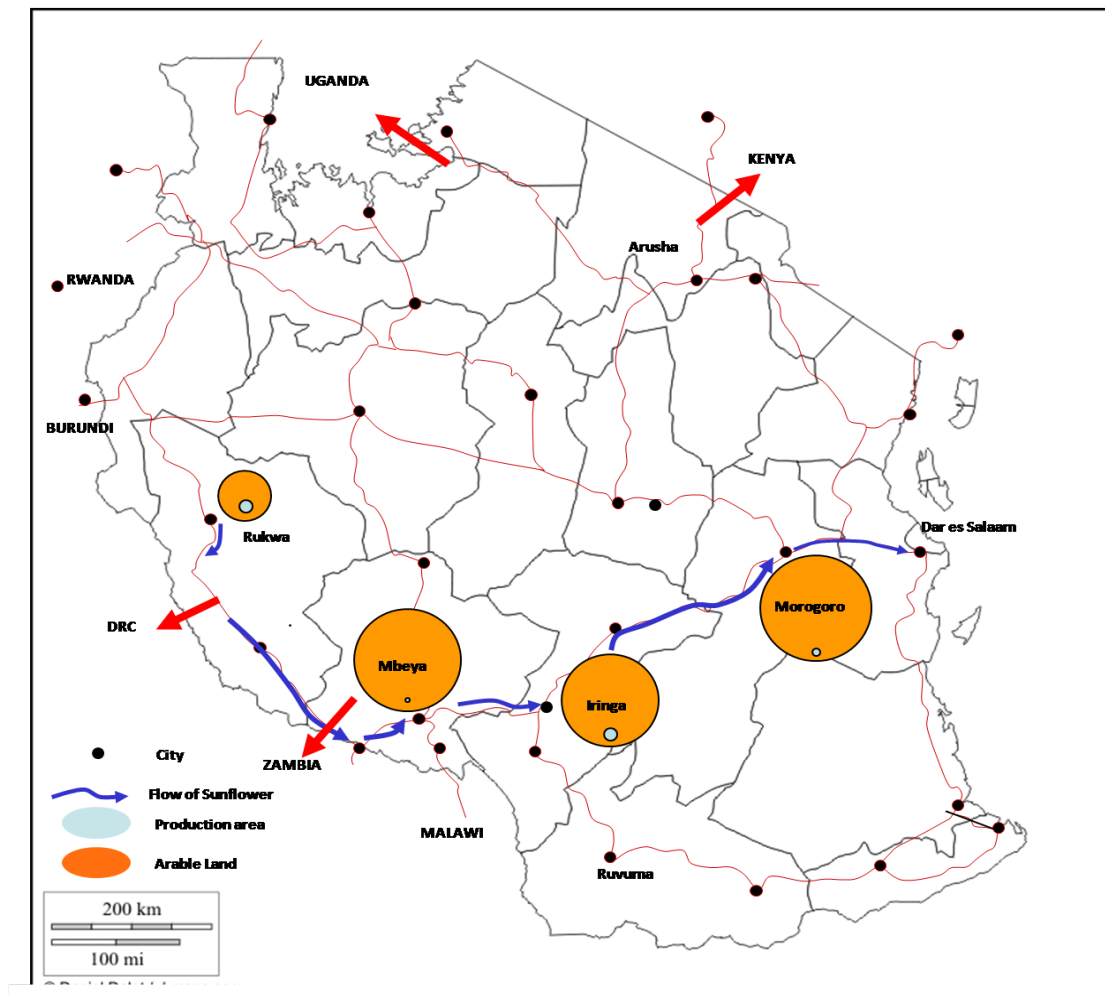 UGANDA
KENYA
Arusha
RWANDA
BURUNDI
Rukwa
Dar es Salaam
Morogoro
DRC
Mbeya
Iringa
ZAMBIA
MALAWI
Ruvuma
City
Flow of Sunflower
Production area
Arable Land
200 km
100 mi